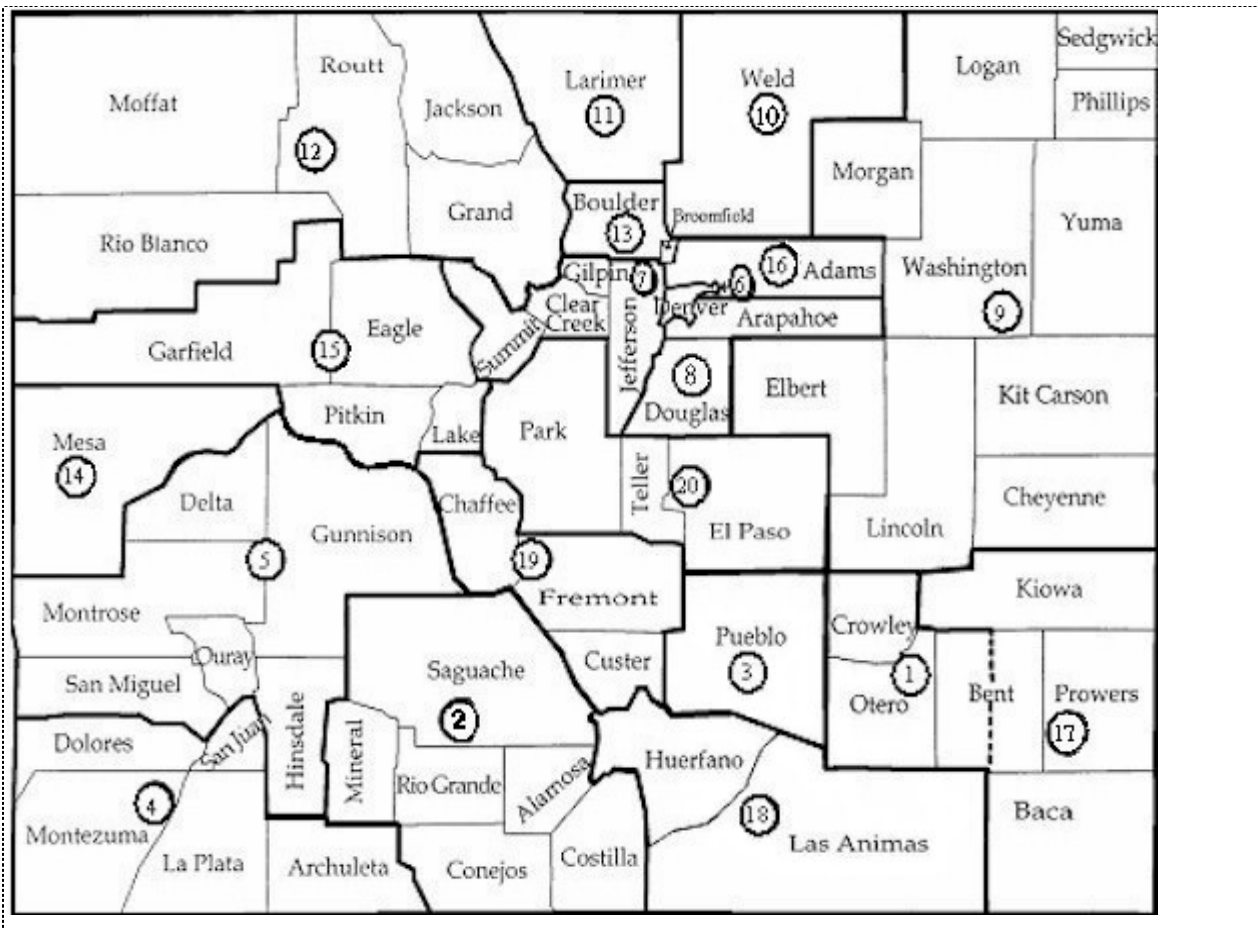 Sedgwick
Routt
Larimer
Weld
Logan
Moffat
Jackson
Phillips
11
10
12
Morgan
Boulder
Grand
Broomfield
Yuma
Rio Blanco
13
Gilpin
7
16
Adams
Washington
6
Clear
Creek
Denver
Arapahoe
9
Eagle
Summit
Jefferson
Garfield
15
8
Elbert
Kit Carson
Douglas
Pitkin
Lake
Park
Mesa
14
Teller
20
Delta
Chaffee
Cheyenne
Gunnison
El Paso
Lincoln
5
19
Kiowa
Montrose
Fremont
Crowley
Pueblo
Ouray
Custer
San Miguel
Saguache
3
1
Bent
Prowers
Otero
2
17
Dolores
San Juan
Hinsdale
Mineral
Huerfano
Rio Grande
Alamosa
4
18
Baca
Montezuma
Las Animas
La Plata
Archuleta
Conejos
Costilla